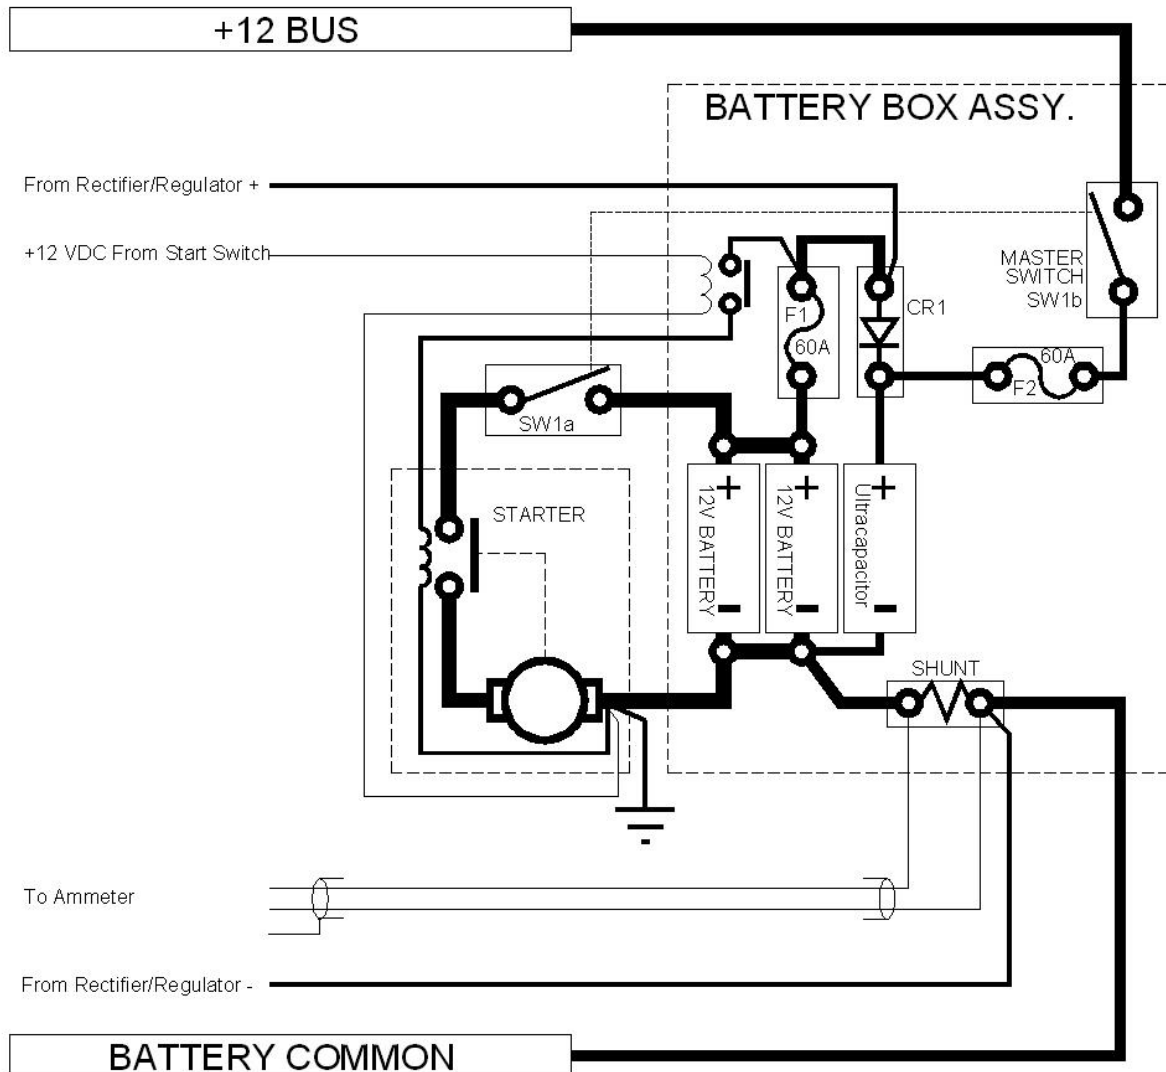 +12 BUS
BATTERY BOX ASSY.
From Rectifier/Regulator +
+12 VDC From Start Switch
MASTER
SWITCH
SW1b
F1
60A
CR1
60A
F2
SW1a
STARTER
+
12V BATTERY
-
+
12V BATTERY
-
+
Ultracapacitor
-
SHUNT
To Ammeter
From Rectifier/Regulator -
BATTERY COMMON